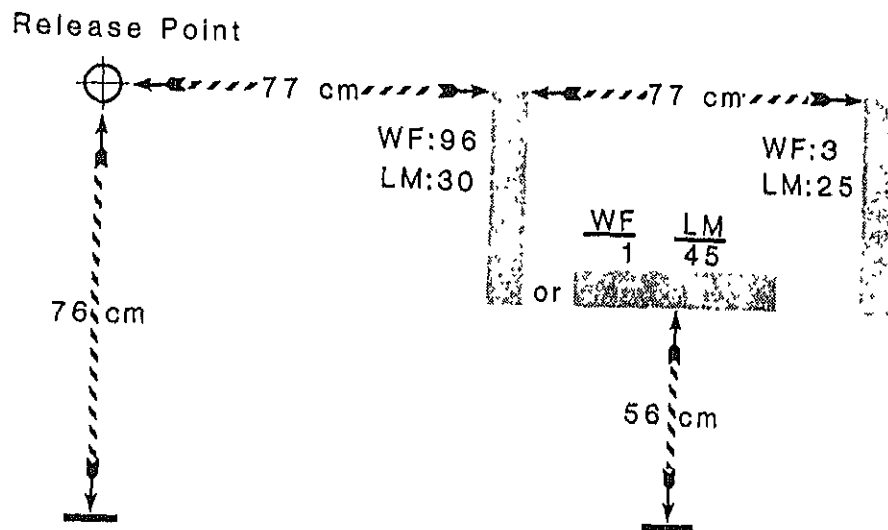 Release Point
77 cm
77 cm
WF:96
LM:30
WF:3
LM:25
WF LM
1 45
or
76 cm
56 cm